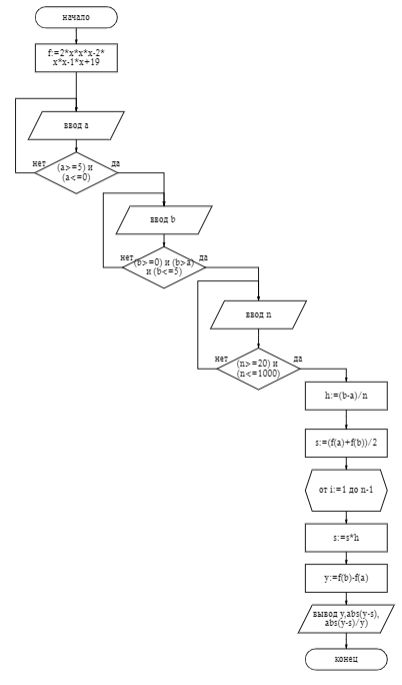 начало
f:=2*x*x*x-2*
x*x-1*x+19
ввод a
нет
да
(a>=5) и
(a<=0)
ввод b
нет
да
(b>=0) и (b>a)
и (b<=5)
ввод n
нет
да
(n>=20) и
(n<=1000)
h:=(b-a)/n
s:=(f(a)+f(b))/2
от i:=1 до n-1
s:=s*h
y:=f(b)-f(a)
вывод y,abs(y-s),
abs(y-s)/y)
конец